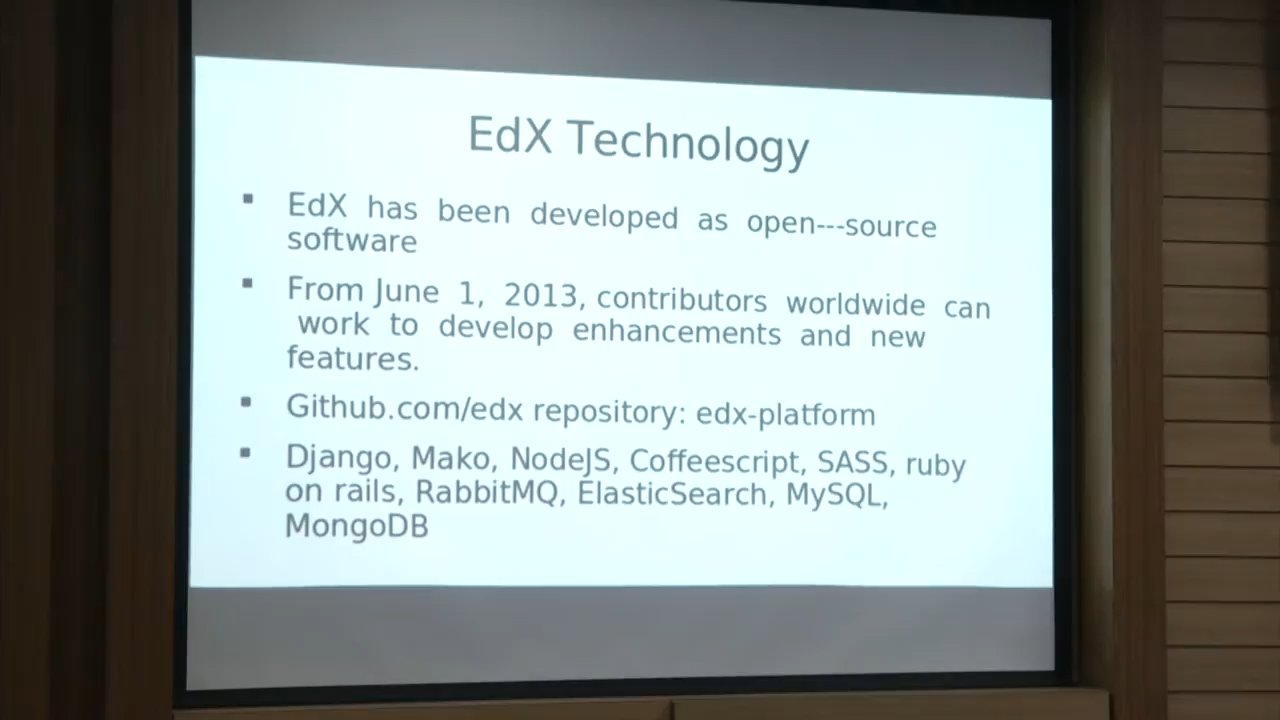 EdX Technology
EdX has been developed as open---source
software
From June 1, 2013, contributors worldwide can
work to develop enhancements and new
features.
Github.com/edx repository: edx-platform
Django, Mako, NodeJS, Coffeescript, SASS, ruby
on rails, RabbitMQ, ElasticSearch, MySQL,
MongoDB